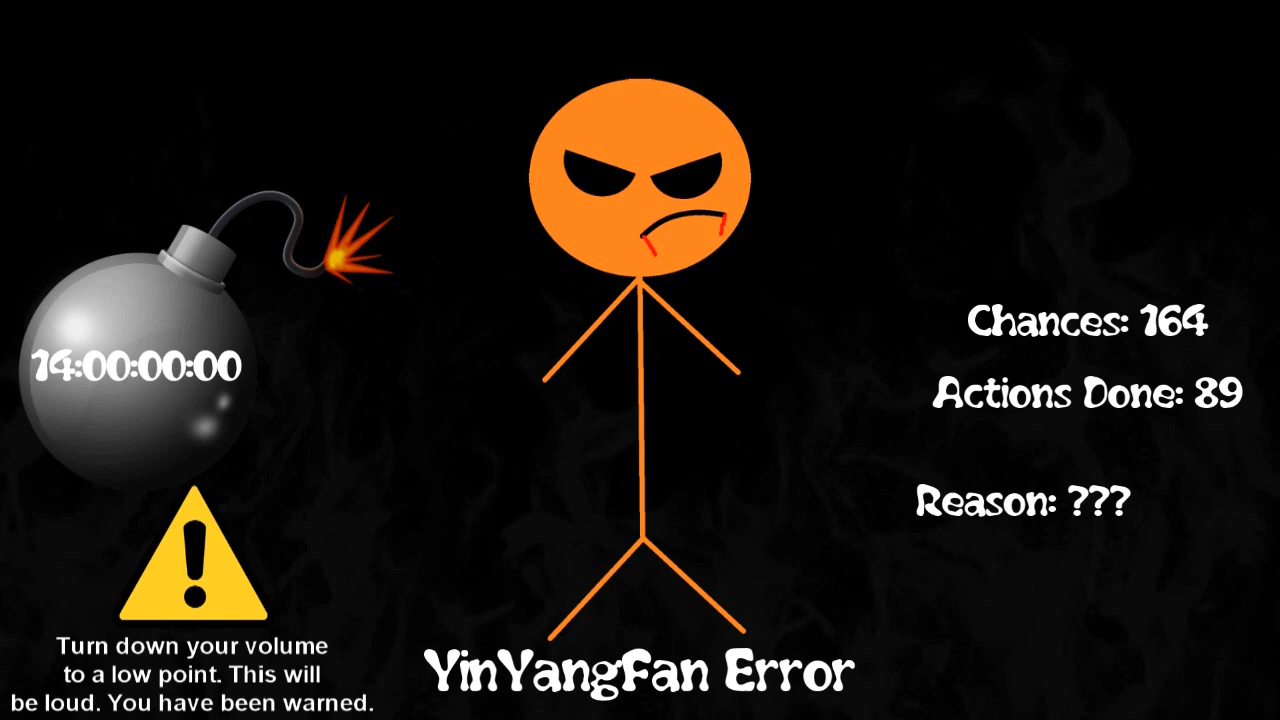 14:00:00:00
Chances: 164
Actions Done: 89
Reason: ???
Turn down your volume
to a low point. This will
be loud. You have been warned.
YinYangFan Error